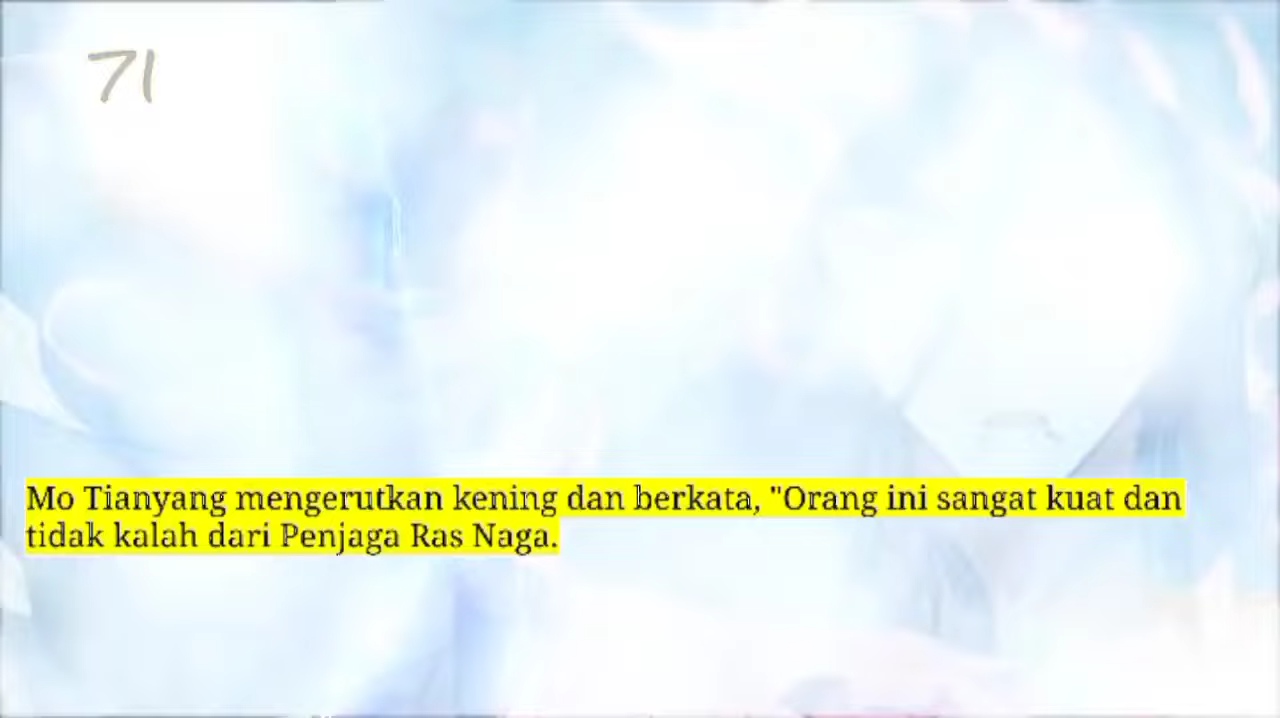 71
Mo Tianyang mengerutkan kening dan berkata, "Orang ini sangat kuat dan
tidak kalah dari Penjaga Ras Naga.